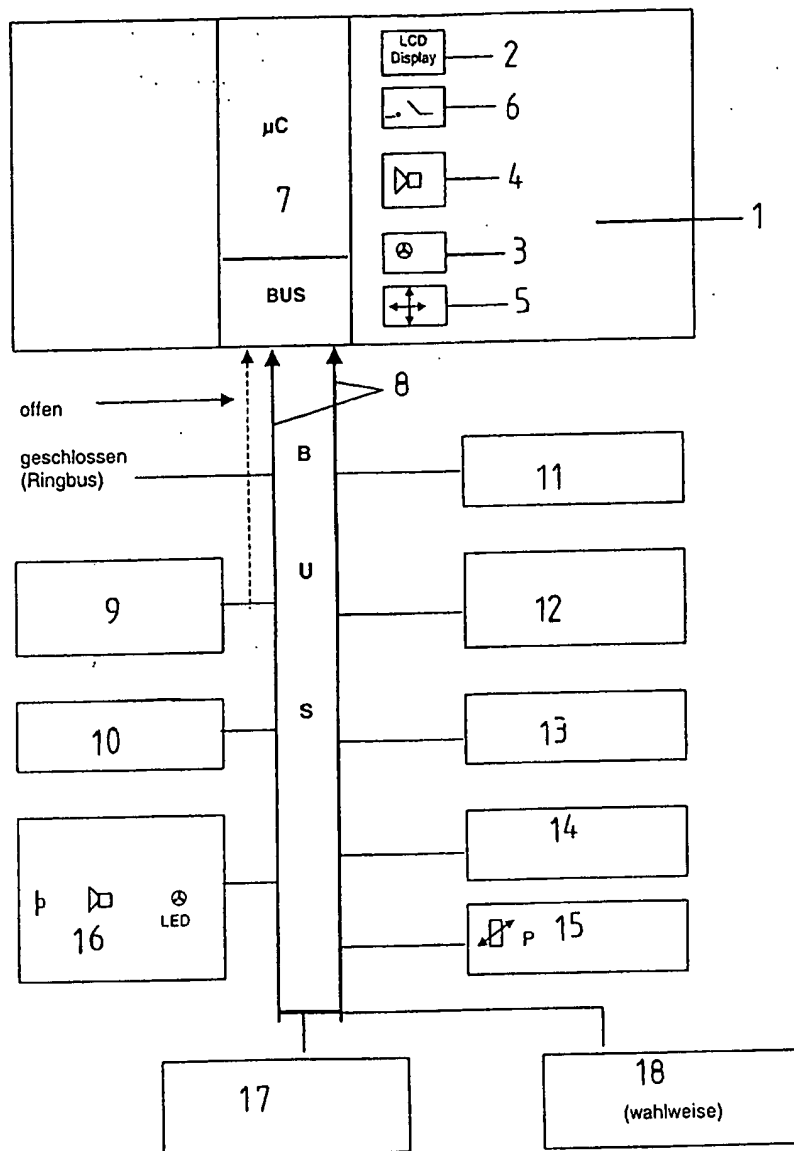 LCD
Display
2
6
µC
4
7
1
3
BUS
5
offen
8
geschlossen
(Ringbus)
B
11
U
9
12
S
10
13
14
LED
16
P 15
17
18
(wahlweise)